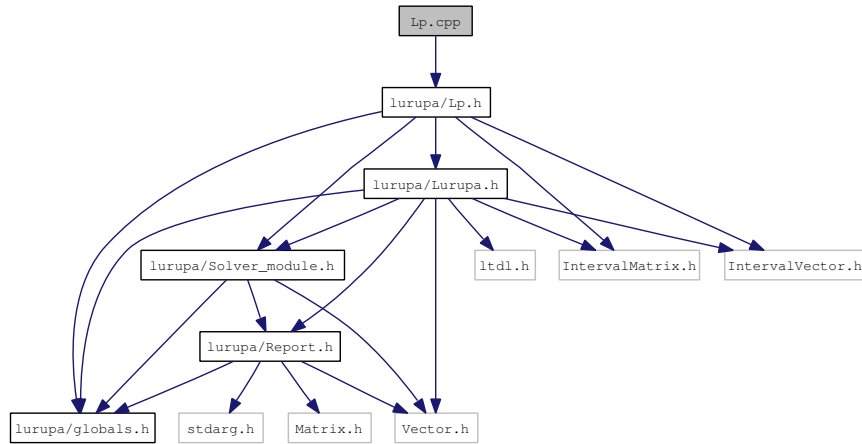 Lp.cpp
lurupa/Lp.h
lurupa/Lurupa.h
lurupa/Solver_module.h
ltdl.h
IntervalMatrix.h
IntervalVector.h
lurupa/Report.h
lurupa/globals.h
stdarg.h
Matrix.h
Vector.h